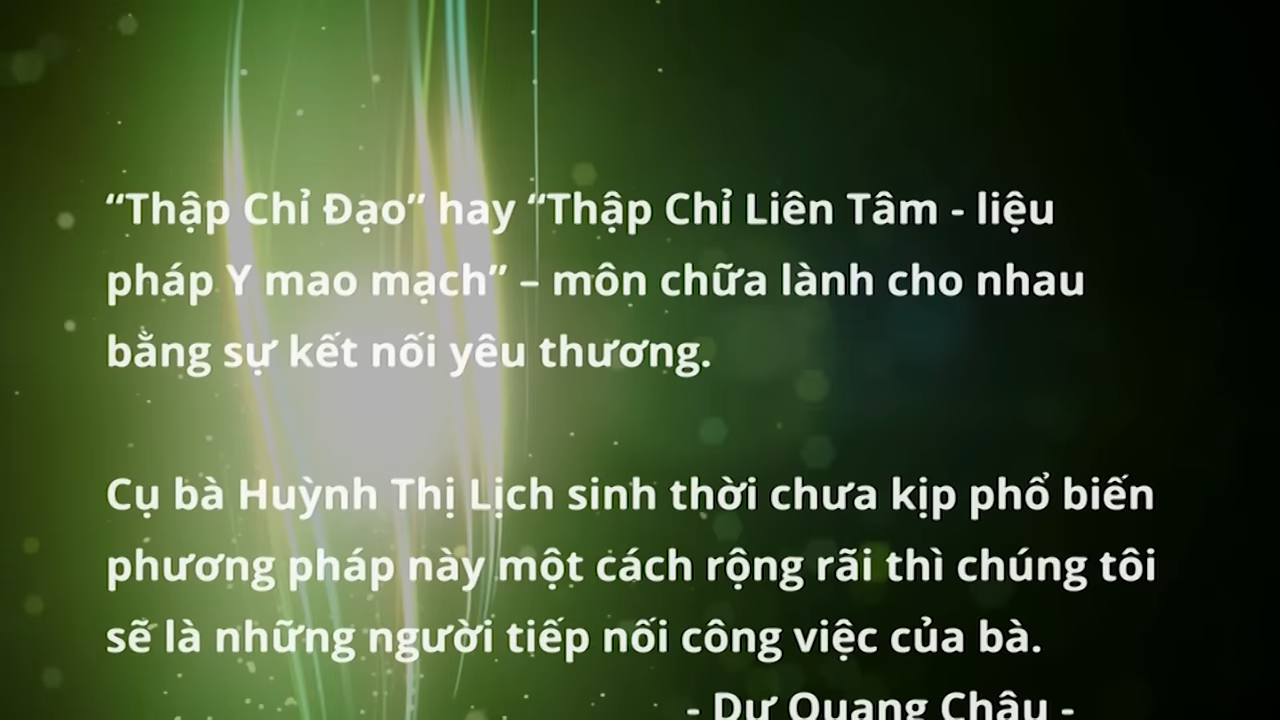 “Thập Chỉ Đạo” hay “Thập Chỉ Liên Tâm - liệu
pháp Y mao mạch” – môn chữa lành cho nhau
bằng sự kết nối yêu thương.
Cụ bà Huỳnh Thị Lịch sinh thời chưa kịp phổ biến
phương pháp này một cách rộng rãi thì chúng tôi
sẽ là những người tiếp nối công việc của bà.
- Dư Quang Châu -